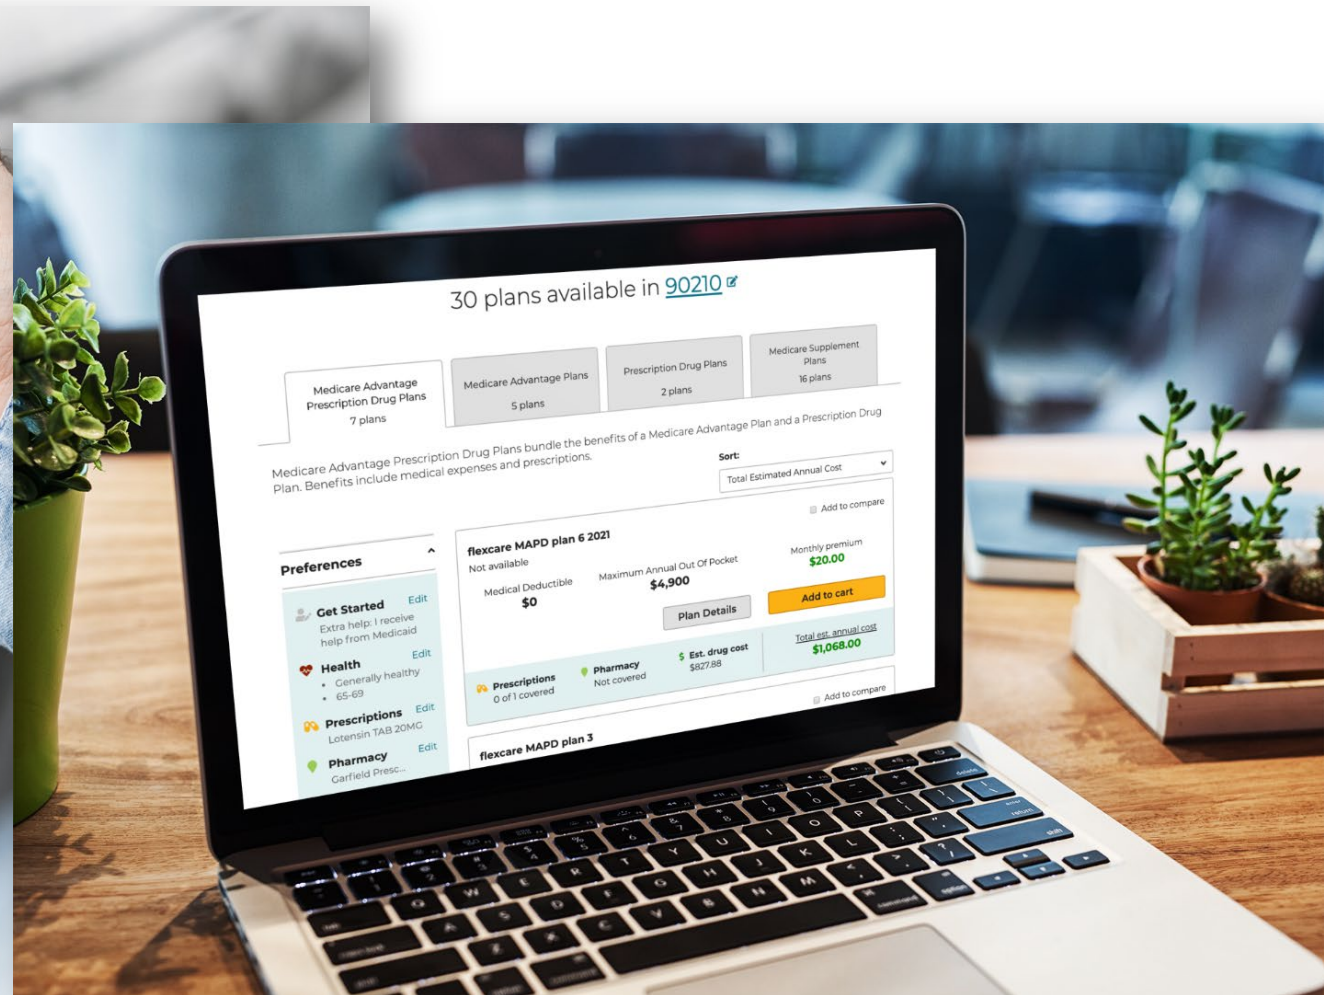 30 plans available in 90210
Medicare Advantage
Prescription Drug Plans
7 plans
Medicare Advantage Plans
5 plans
Prescription Drug Plans
2 plans
Medicare Supplement
Plans
16 plans
Medicare Advantage Prescription Drug Plans bundle the benefits of a Medicare Advantage Plan and a Prescription Drug
Plan. Benefits include medical expenses and prescriptions.
Sort:
Total Estimated Annual Cost
Preferences
Get Started Edit
Extra help: I receive
help from Medicaid
Health Edit
• Generally healthy
• 65-69
Prescriptions Edit
Lotensin TAB 20MG
Pharmacy Edit
Garfield Presc...
Add to compare
flexcare MAPD plan 6 2021
Not available
Medical Deductible
$0
Maximum Annual Out Of Pocket
$4,900
Monthly premium
$20.00
Plan Details
Add to cart
Prescriptions
0 of 1 covered
Pharmacy
Not covered
$ Est. drug cost
$827.88
Total est. annual cost
$1,068.00
Add to compare
flexcare MAPD plan 3
delete
return
shift
option
command
Q W E R T Y U I O P
A S D F G H J K L
Z X C V B N M